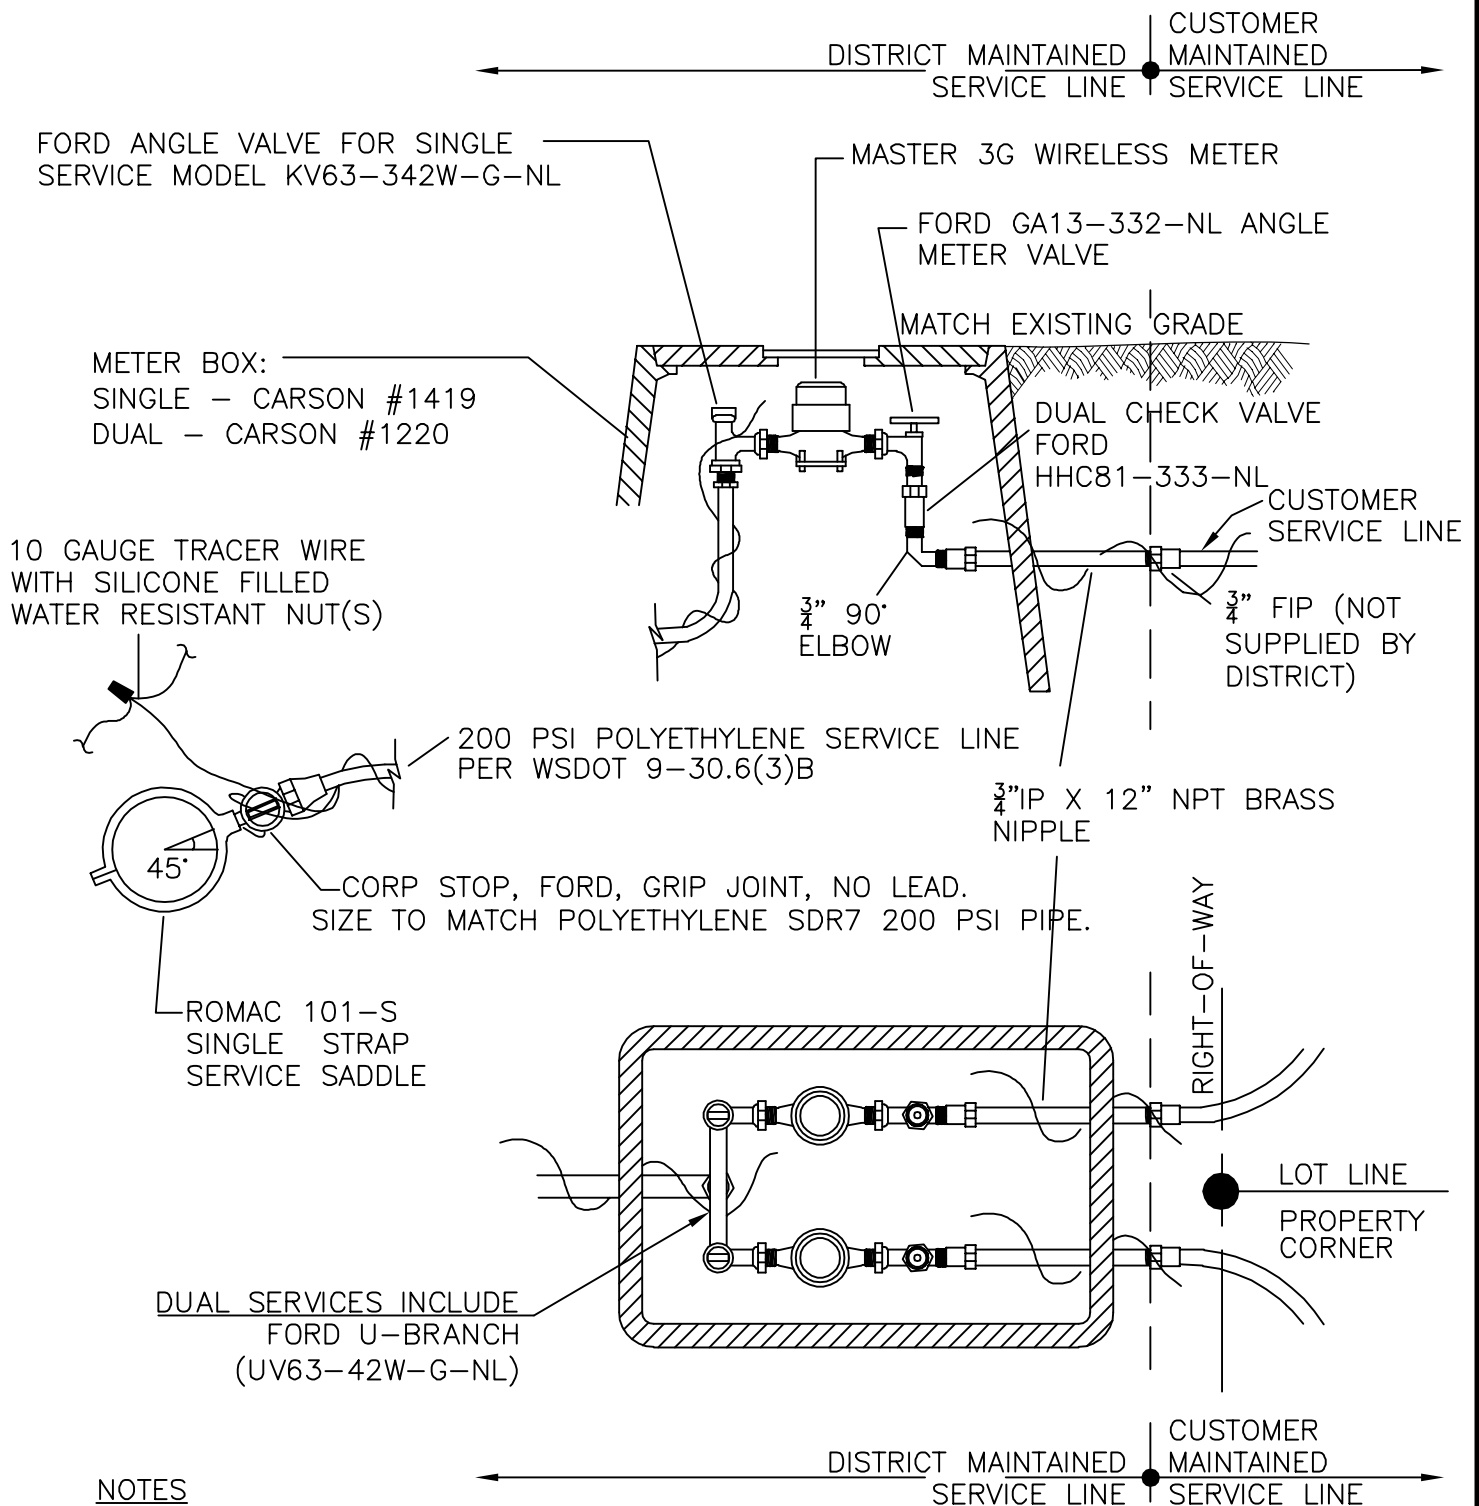 CUSTOMER
DISTRICT MAINTAINED MAINTAINED
SERVICE LINE SERVICE LINE
FORD ANGLE VALVE FOR SINGLE
SERVICE MODEL KV63-342W-G-NL
MASTER 3G WIRELESS METER
FORD GA13-332-NL ANGLE
METER VALVE
MATCH EXISTING GRADE
METER BOX:
SINGLE - CARSON #1419
DUAL - CARSON #1220
DUAL CHECK VALVE
FORD
HHC81-333-NL
CUSTOMER
SERVICE LINE
10 GAUGE TRACER WIRE
WITH SILICONE FILLED
WATER RESISTANT NUT(S)
3/4" 90°
ELBOW
3/4" FIP (NOT
SUPPLIED BY
DISTRICT)
200 PSI POLYETHYLENE SERVICE LINE
PER WSDOT 9-30.6(3)B
3/4"IP X 12" NPT BRASS
NIPPLE
45°
CORP STOP, FORD, GRIP JOINT, NO LEAD.
SIZE TO MATCH POLYETHYLENE SDR7 200 PSI PIPE.
ROMAC 101-S
SINGLE STRAP
SERVICE SADDLE
RIGHT-OF-WAY
LOT LINE
PROPERTY
CORNER
DUAL SERVICES INCLUDE
FORD U-BRANCH
(UV63-42W-G-NL)
CUSTOMER
DISTRICT MAINTAINED MAINTAINED
SERVICE LINE SERVICE LINE
NOTES